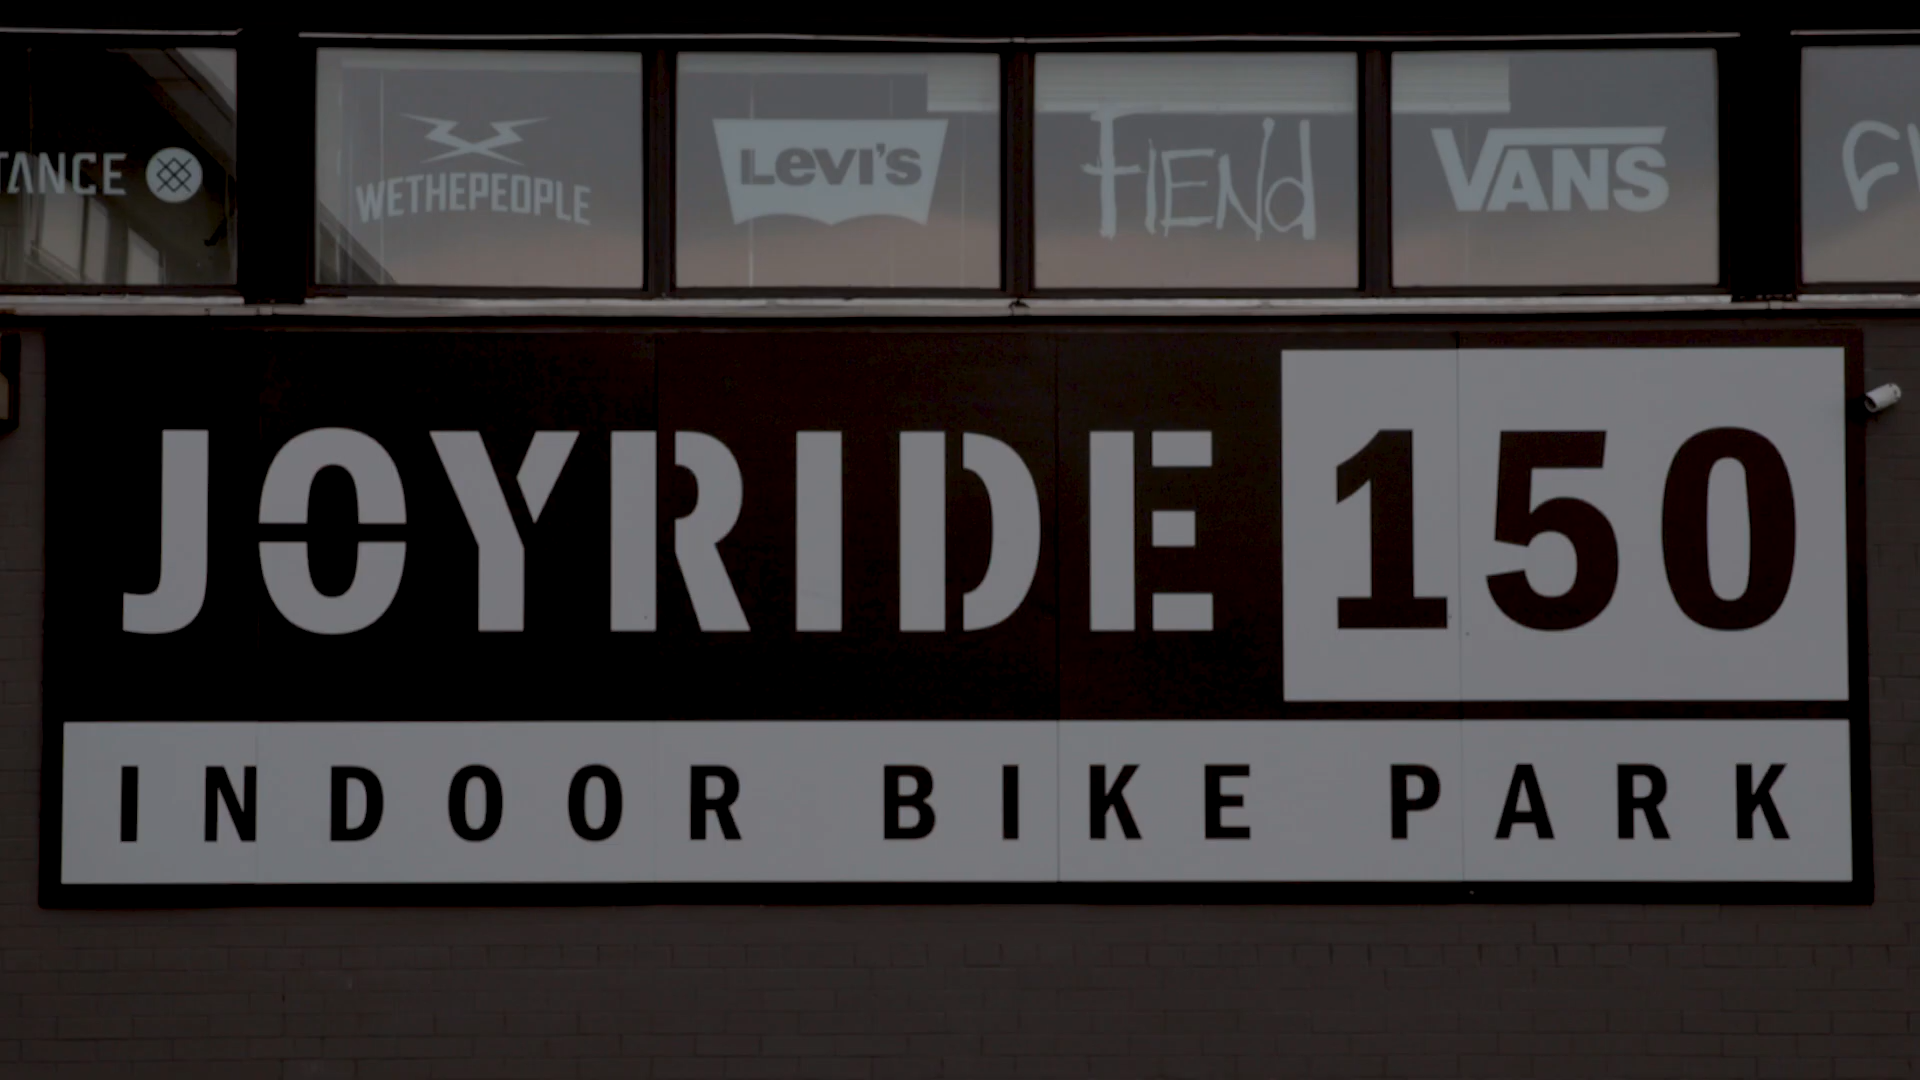 WETHEPEOPLE
LEVI'S
FIEND
VANS
JOYRIDE 150
INDOOR BIKE PARK